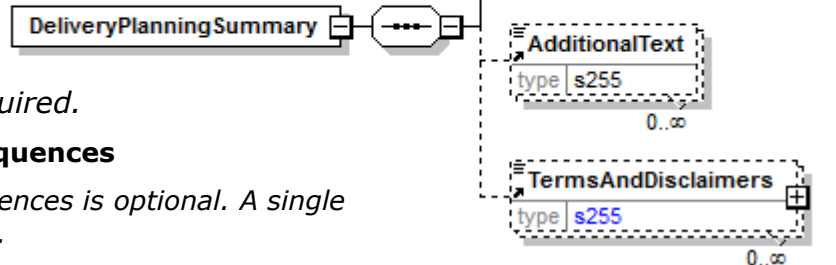 DeliveryPlanningSummary
AdditionalText
type s255
0..∞
uired.
quences
ences is optional. A single
.
TermsAndDisclaimers
type s255
0..∞